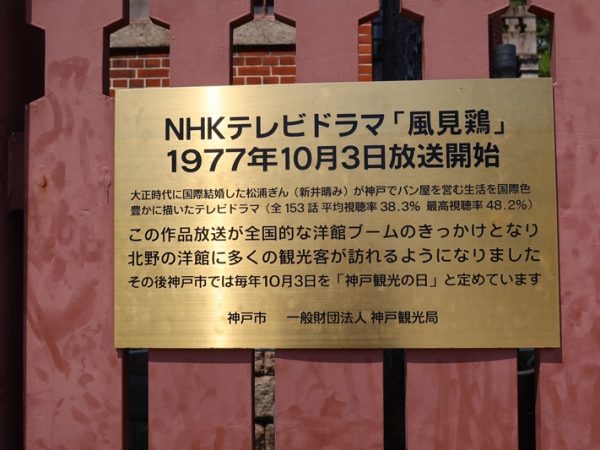 NHKテレビドラマ「風見鶏」
1977年10月3日放送開始
大正時代に国際結婚した松浦ぎん（新井晴み）が神戸でパン屋を営む生活を国際色
豊かに描いたテレビドラマ（全153話 平均視聴率38.3% 最高視聴率48.2%）
この作品放送が全国的な洋館ブームのきっかけとなり
北野の洋館に多くの観光客が訪れるようになりました
その後神戸市では毎年10月3日を「神戸観光の日」と定めています
神戸市　一般財団法人 神戸観光局